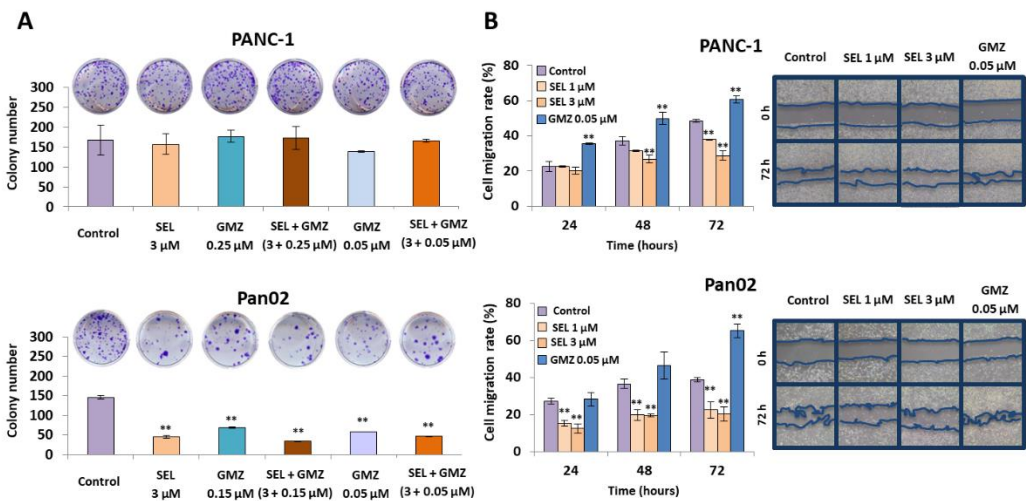 A
PANC-1
300
250
200
150
100
50
0
Colony number
Control
SEL
3 µM
GMZ
0.25 µM
SEL + GMZ
(3 + 0.25 µM)
GMZ
0.05 µM
SEL + GMZ
(3 + 0.05 µM)
Pan02
300
250
200
150
100
50
0
Colony number
**
**
**
**
**
Control
SEL
3 µM
GMZ
0.15 µM
SEL + GMZ
(3 + 0.15 µM)
GMZ
0.05 µM
SEL + GMZ
(3 + 0.05 µM)
B
PANC-1
Cell migration rate (%)
80
60
40
20
0
Control
SEL 1 µM
SEL 3 µM
GMZ 0.05 µM
**
**
**
**
**
**
24
48
72
Time (hours)
Control
SEL 1 µM
SEL 3 µM
GMZ
0.05 µM
0 h
72 h
Pan02
Cell migration rate (%)
80
60
40
20
0
Control
SEL 1 µM
SEL 3 µM
GMZ 0.05 µM
**
**
**
**
**
**
**
24
48
72
Time (hours)
Control
SEL 1 µM
SEL 3 µM
GMZ
0.05 µM
0 h
72 h